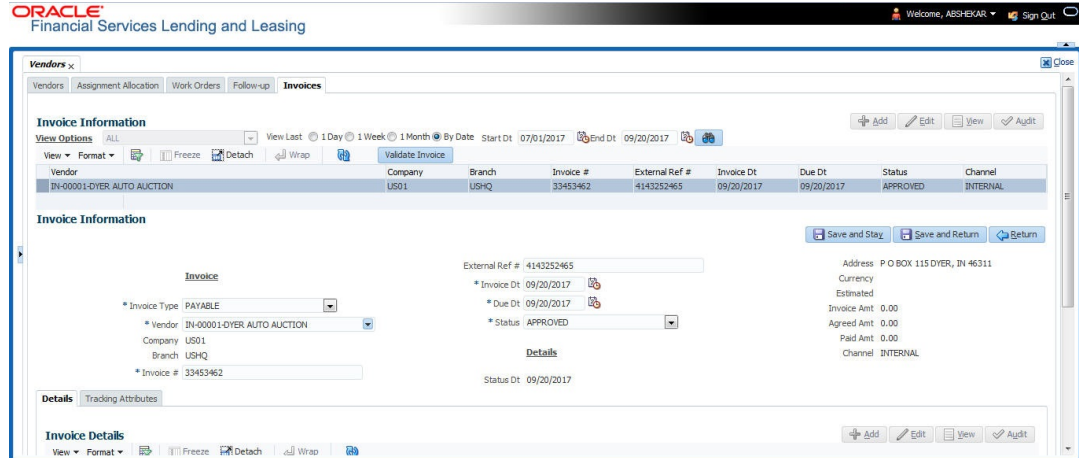 ORACLE
Financial Services Lending and Leasing
Welcome, ABSHEKAR Sign Out
Vendors
Close
Vendors Assignment Allocation Work Orders Follow-up Invoices
Invoice Information
Add Edit View Audit
View Options ALL View Last 1 Day 1 Week 1 Month By Date Start Dt 07/01/2017 End Dt 09/20/2017
View Format Freeze Detach Wrap Validate Invoice
Vendor Company Branch Invoice # External Ref # Invoice Dt Due Dt Status Channel
IN-00001-DYER AUTO AUCTION US01 USHQ 33453462 4143252465 09/20/2017 09/20/2017 APPROVED INTERNAL
Invoice Information
Save and Stay Save and Return Return
Invoice
* Invoice Type PAYABLE
* Vendor IN-00001-DYER AUTO AUCTION
Company US01
Branch USHQ
* Invoice # 33453462
External Ref # 4143252465
* Invoice Dt 09/20/2017
* Due Dt 09/20/2017
* Status APPROVED
Details
Status Dt 09/20/2017
Address P O BOX 115 DYER, IN 46311
Currency
Estimated
Invoice Amt 0.00
Agreed Amt 0.00
Paid Amt 0.00
Channel INTERNAL
Details Tracking Attributes
Invoice Details
Add Edit View Audit
View Format Freeze Detach Wrap